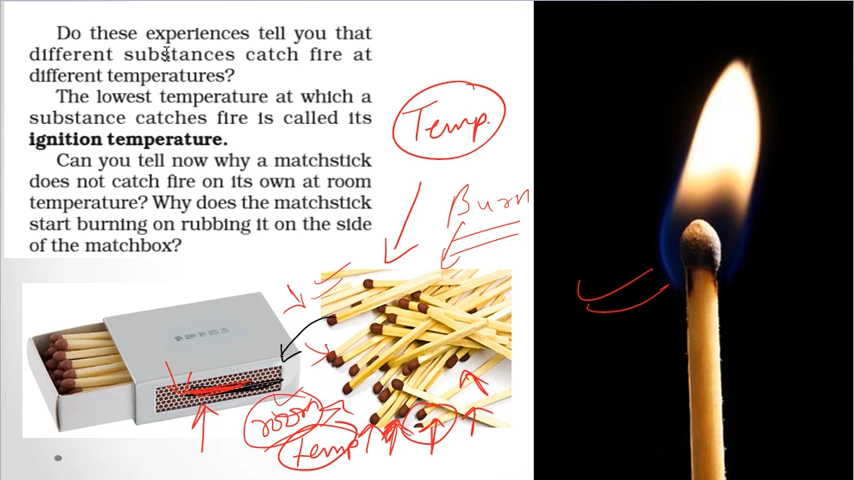 Do these experiences tell you that
different substances catch fire at
different temperatures?
The lowest temperature at which a
substance catches fire is called its
ignition temperature.
Can you tell now why a matchstick
does not catch fire on its own at room
temperature? Why does the matchstick
start burning on rubbing it on the side
of the matchbox?
Temp.
Burn
room
Temp